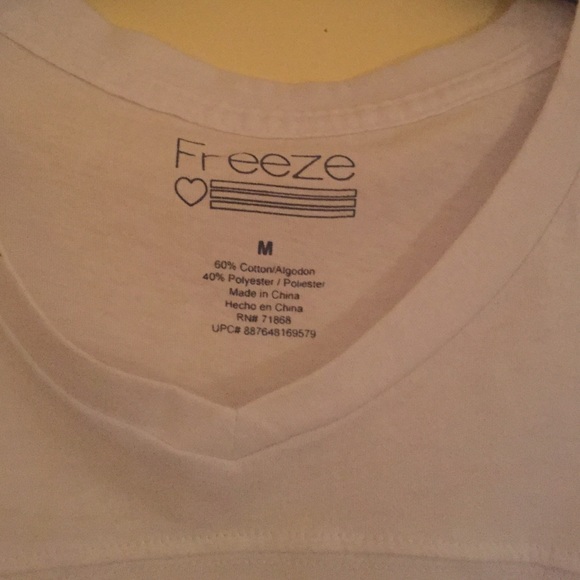 Freeze
M
60% Cotton/Algodon
40% Polyester / Poliester
Made in China
Hecho en China
RN# 71868
UPC# 887648169579